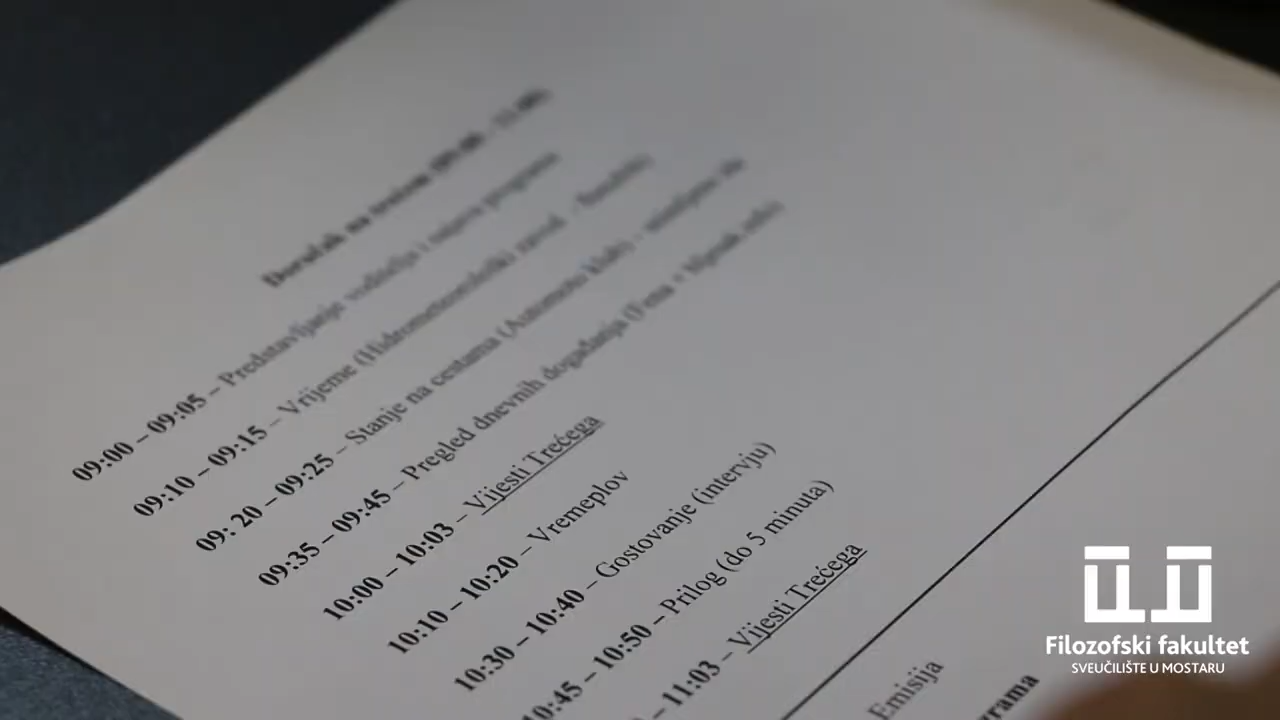 Doručak na trećem (09:00 - 11:00)
09:00 – 09:05 – Predstavljanje voditelja i najava programa
09:10 – 09:15 – Vrijeme (Hidrometeorološki zavod -
09: 20 – 09:25 – Stanje na cestama (Automoto klub) -
09:35 – 09:45 – Pregled dnevnih događanja (Fena +
10:00 – 10:03 – Vijesti Trećega
10:10 – 10:20 – Vremeplov
10:30 – 10:40 – Gostovanje (intervju)
10:45 – 10:50 – Prilog (do 5 minuta)
– 11:03 – Vijesti Trećega
Emisija
Filozofski fakultet
SVEUČILIŠTE U MOSTARU